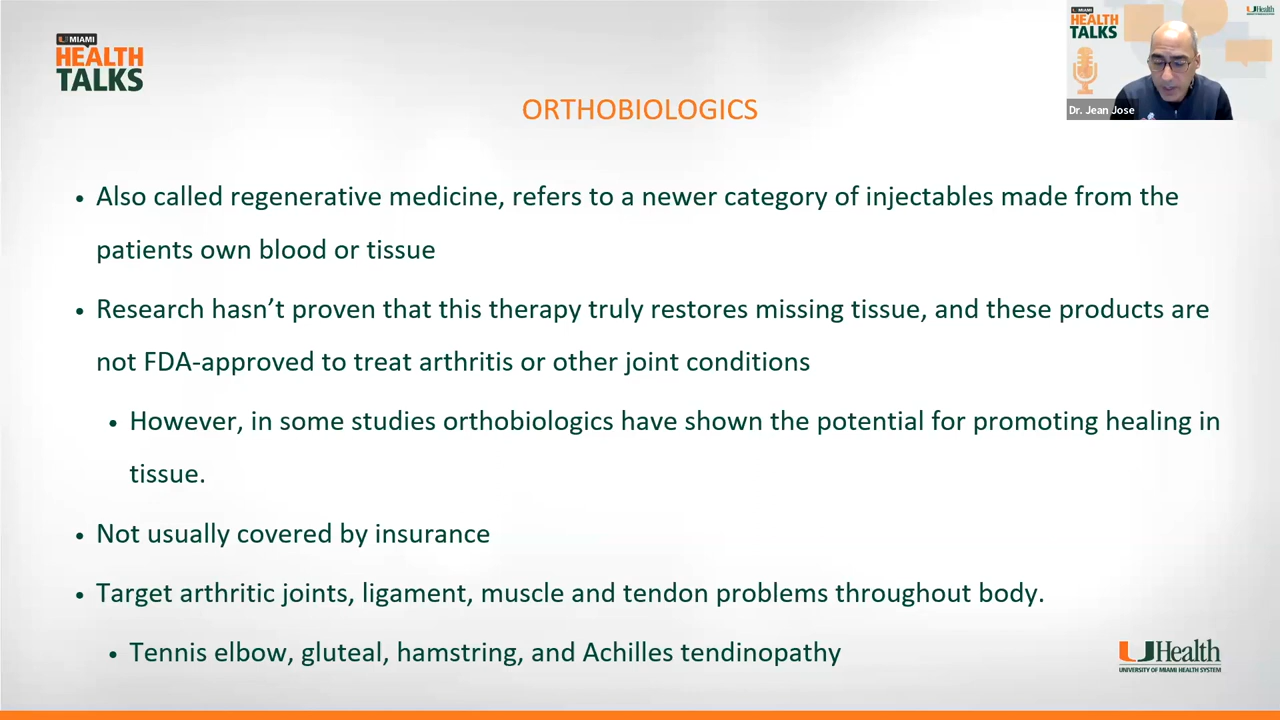 U MIAMI
HEALTH
TALKS
HEALTH
TALKS
UHealth
Dr. Jean Jose
ORTHOBIOLOGICS
• Also called regenerative medicine, refers to a newer category of injectables made from the
patients own blood or tissue
• Research hasn’t proven that this therapy truly restores missing tissue, and these products are
not FDA-approved to treat arthritis or other joint conditions
• However, in some studies orthobiologics have shown the potential for promoting healing in
tissue.
• Not usually covered by insurance
• Target arthritic joints, ligament, muscle and tendon problems throughout body.
• Tennis elbow, gluteal, hamstring, and Achilles tendinopathy
UHealth
UNIVERSITY OF MIAMI HEALTH SYSTEM